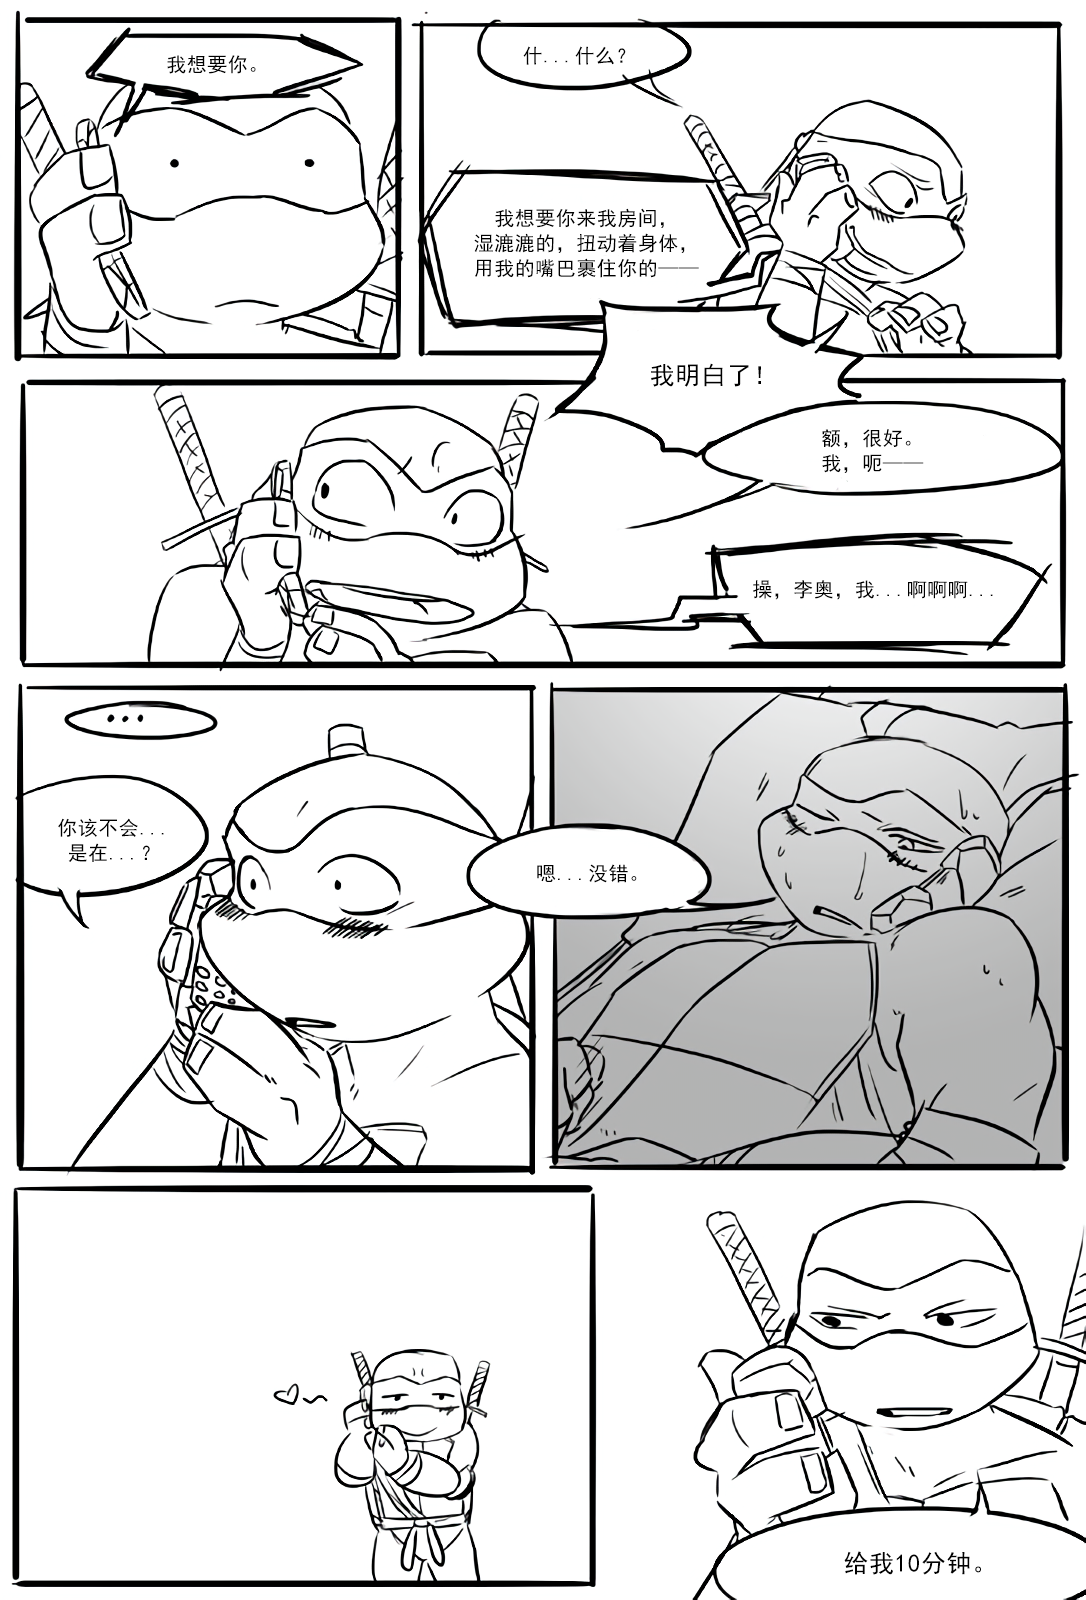 我想要你。
什...什么？
我想要你来我房间，
湿漉漉的，扭动着身体，
用我的嘴巴裹住你的——
我明白了！
额，很好。
我，呃——
操，李奥，我...啊啊啊...
...
你该不会...
是在...？
嗯...没错。
给我10分钟。